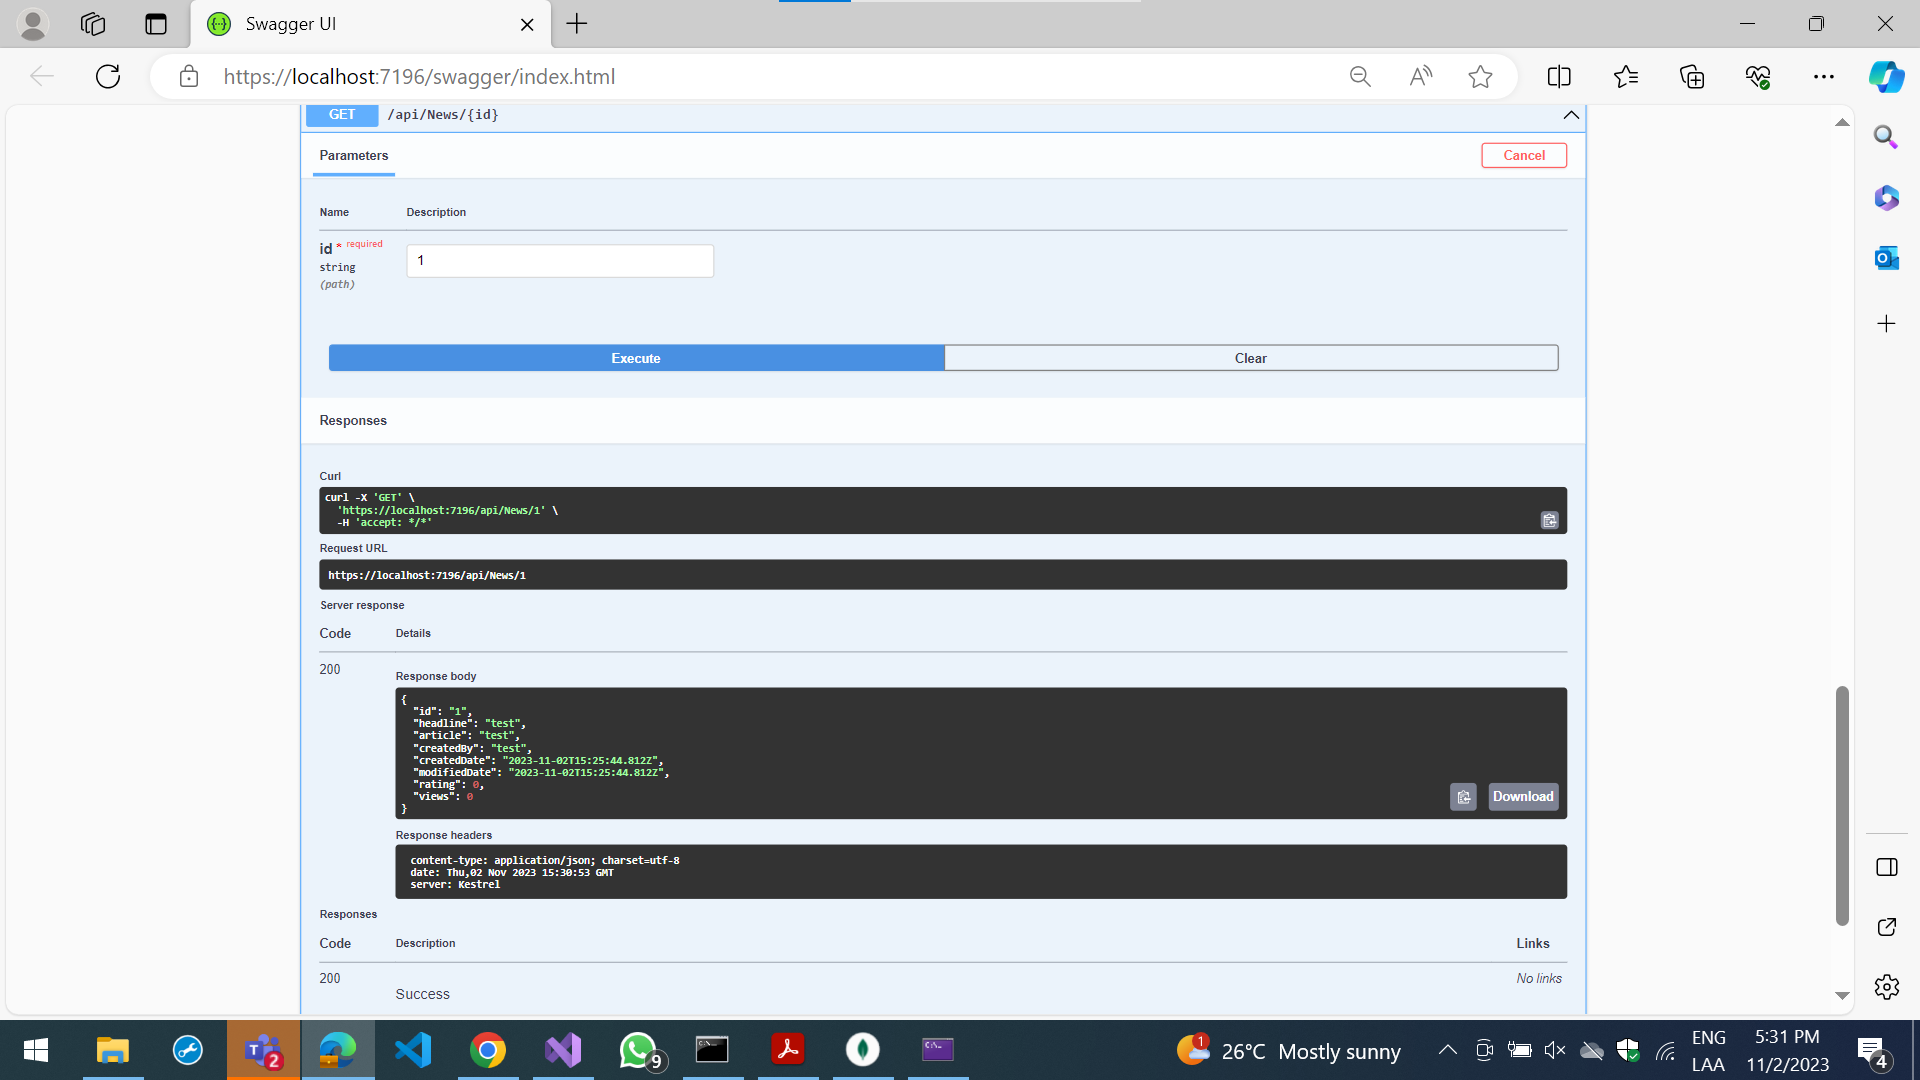 Swagger UI
https://localhost:7196/swagger/index.html
GET /api/News/{id}
Parameters
Cancel
Name Description
id * required
string
(path)
1
Execute
Clear
Responses
Curl
curl -X 'GET' \
'https://localhost:7196/api/News/1' \
-H 'accept: */*'
Request URL
https://localhost:7196/api/News/1
Server response
Code Details
200
Response body
{
"id": "1",
"headline": "test",
"article": "test",
"createdBy": "test",
"createdDate": "2023-11-02T15:25:44.812Z",
"modifiedDate": "2023-11-02T15:25:44.812Z",
"rating": 0,
"views": 0
}
Download
Response headers
content-type: application/json; charset=utf-8
date: Thu,02 Nov 2023 15:30:53 GMT
server: Kestrel
Responses
Code Description Links
200
No links
Success
2
9
1
26°C Mostly sunny
ENG
LAA
5:31 PM
11/2/2023
4